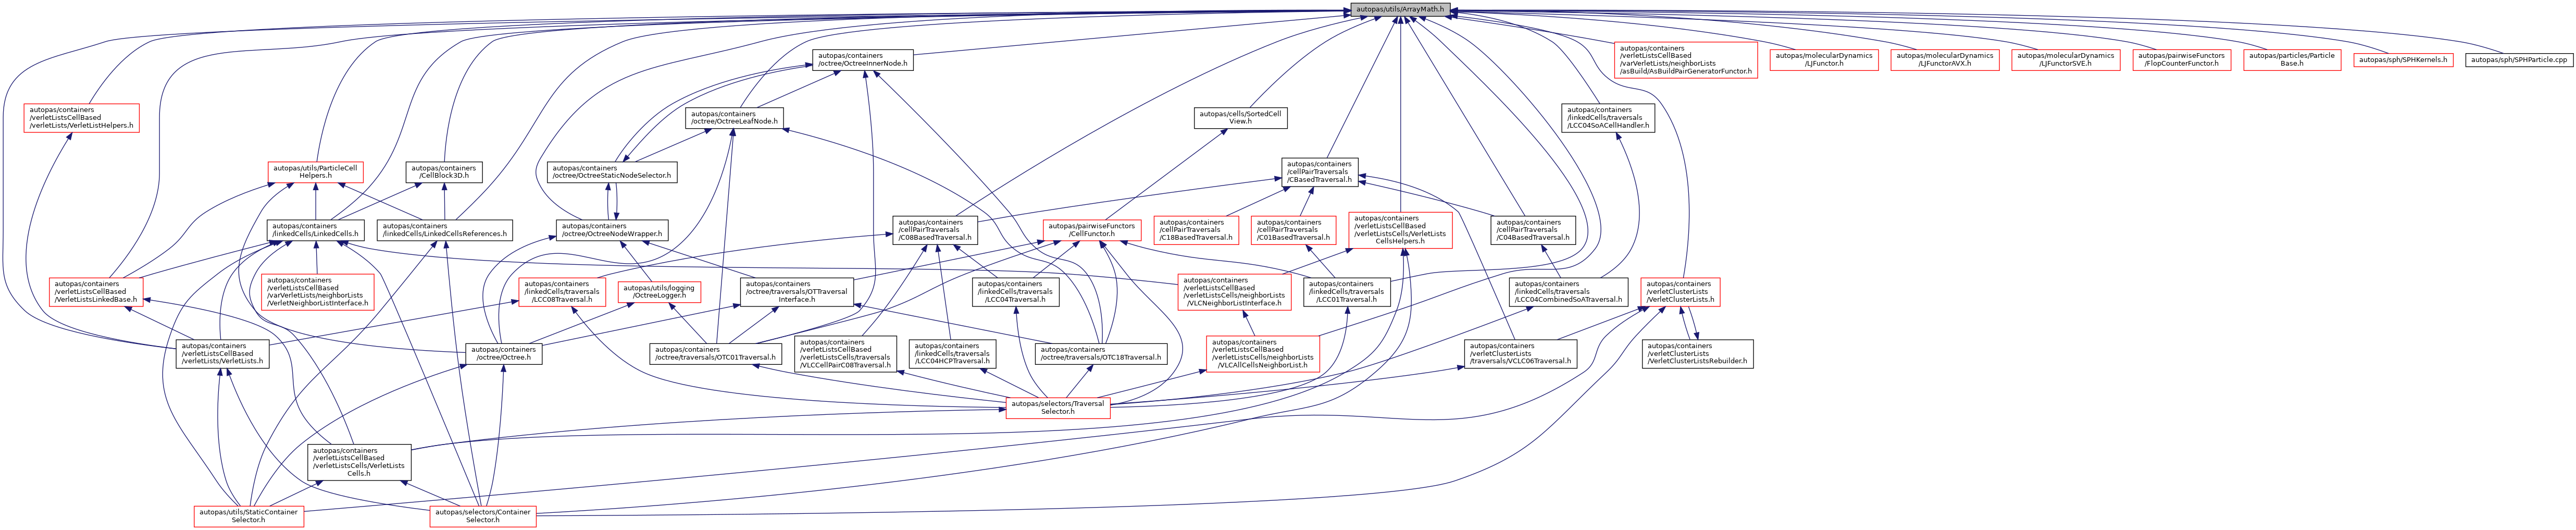 autopas/utils/ArrayMath.h
autopas/containers
/octree/OctreeInnerNode.h
autopas/containers
/verletListsCellBased
/varVerletLists/neighborLists
/asBuild/AsBuildPairGeneratorFunctor.h
autopas/molecularDynamics
/LJFunctor.h
autopas/molecularDynamics
/LJFunctorAVX.h
autopas/molecularDynamics
/LJFunctorSVE.h
autopas/pairwiseFunctors
/FlopCounterFunctor.h
autopas/particles/Particle
Base.h
autopas/sph/SPHKernels.h
autopas/sph/SPHParticle.cpp
autopas/containers
/verletListsCellBased
/verletLists/VerletListHelpers.h
autopas/containers
/octree/OctreeLeafNode.h
autopas/cells/SortedCell
View.h
autopas/containers
/linkedCells/traversals
/LCC04SoACellHandler.h
autopas/utils/ParticleCell
Helpers.h
autopas/containers
/CellBlock3D.h
autopas/containers
/octree/OctreeStaticNodeSelector.h
autopas/containers
/cellPairTraversals
/CBasedTraversal.h
autopas/containers
/linkedCells/LinkedCells.h
autopas/containers
/linkedCells/LinkedCellsReferences.h
autopas/containers
/octree/OctreeNodeWrapper.h
autopas/containers
/cellPairTraversals
/C08BasedTraversal.h
autopas/pairwiseFunctors
/CellFunctor.h
autopas/containers
/cellPairTraversals
/C18BasedTraversal.h
autopas/containers
/cellPairTraversals
/C01BasedTraversal.h
autopas/containers
/verletListsCellBased
/verletListsCells/VerletLists
CellsHelpers.h
autopas/containers
/cellPairTraversals
/C04BasedTraversal.h
autopas/containers
/verletListsCellBased
/VerletListsLinkedBase.h
autopas/containers
/verletListsCellBased
/varVerletLists/neighborLists
/VerletNeighborListInterface.h
autopas/containers
/linkedCells/traversals
/LCC08Traversal.h
autopas/utils/logging
/OctreeLogger.h
autopas/containers
/octree/traversals/OTTraversal
Interface.h
autopas/containers
/linkedCells/traversals
/LCC04Traversal.h
autopas/containers
/verletListsCellBased
/verletListsCells/neighborLists
/VLCNeighborListInterface.h
autopas/containers
/linkedCells/traversals
/LCC01Traversal.h
autopas/containers
/linkedCells/traversals
/LCC04CombinedSoATraversal.h
autopas/containers
/verletClusterLists
/VerletClusterLists.h
autopas/containers
/verletListsCellBased
/verletLists/VerletLists.h
autopas/containers
/octree/Octree.h
autopas/containers
/octree/traversals/OTC01Traversal.h
autopas/containers
/verletListsCellBased
/verletListsCells/traversals
/VLCCellPairC08Traversal.h
autopas/containers
/linkedCells/traversals
/LCC04HCPTraversal.h
autopas/containers
/octree/traversals/OTC18Traversal.h
autopas/containers
/verletListsCellBased
/verletListsCells/neighborLists
/VLCAllCellsNeighborList.h
autopas/containers
/verletClusterLists
/traversals/VCLC06Traversal.h
autopas/containers
/verletClusterLists
/VerletClusterListsRebuilder.h
autopas/selectors/Traversal
Selector.h
autopas/containers
/verletListsCellBased
/verletListsCells/VerletLists
Cells.h
autopas/utils/StaticContainer
Selector.h
autopas/selectors/Container
Selector.h